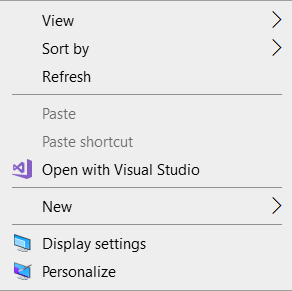 View
Sort by
Refresh
Paste
Paste shortcut
Open with Visual Studio
New
Display settings
Personalize